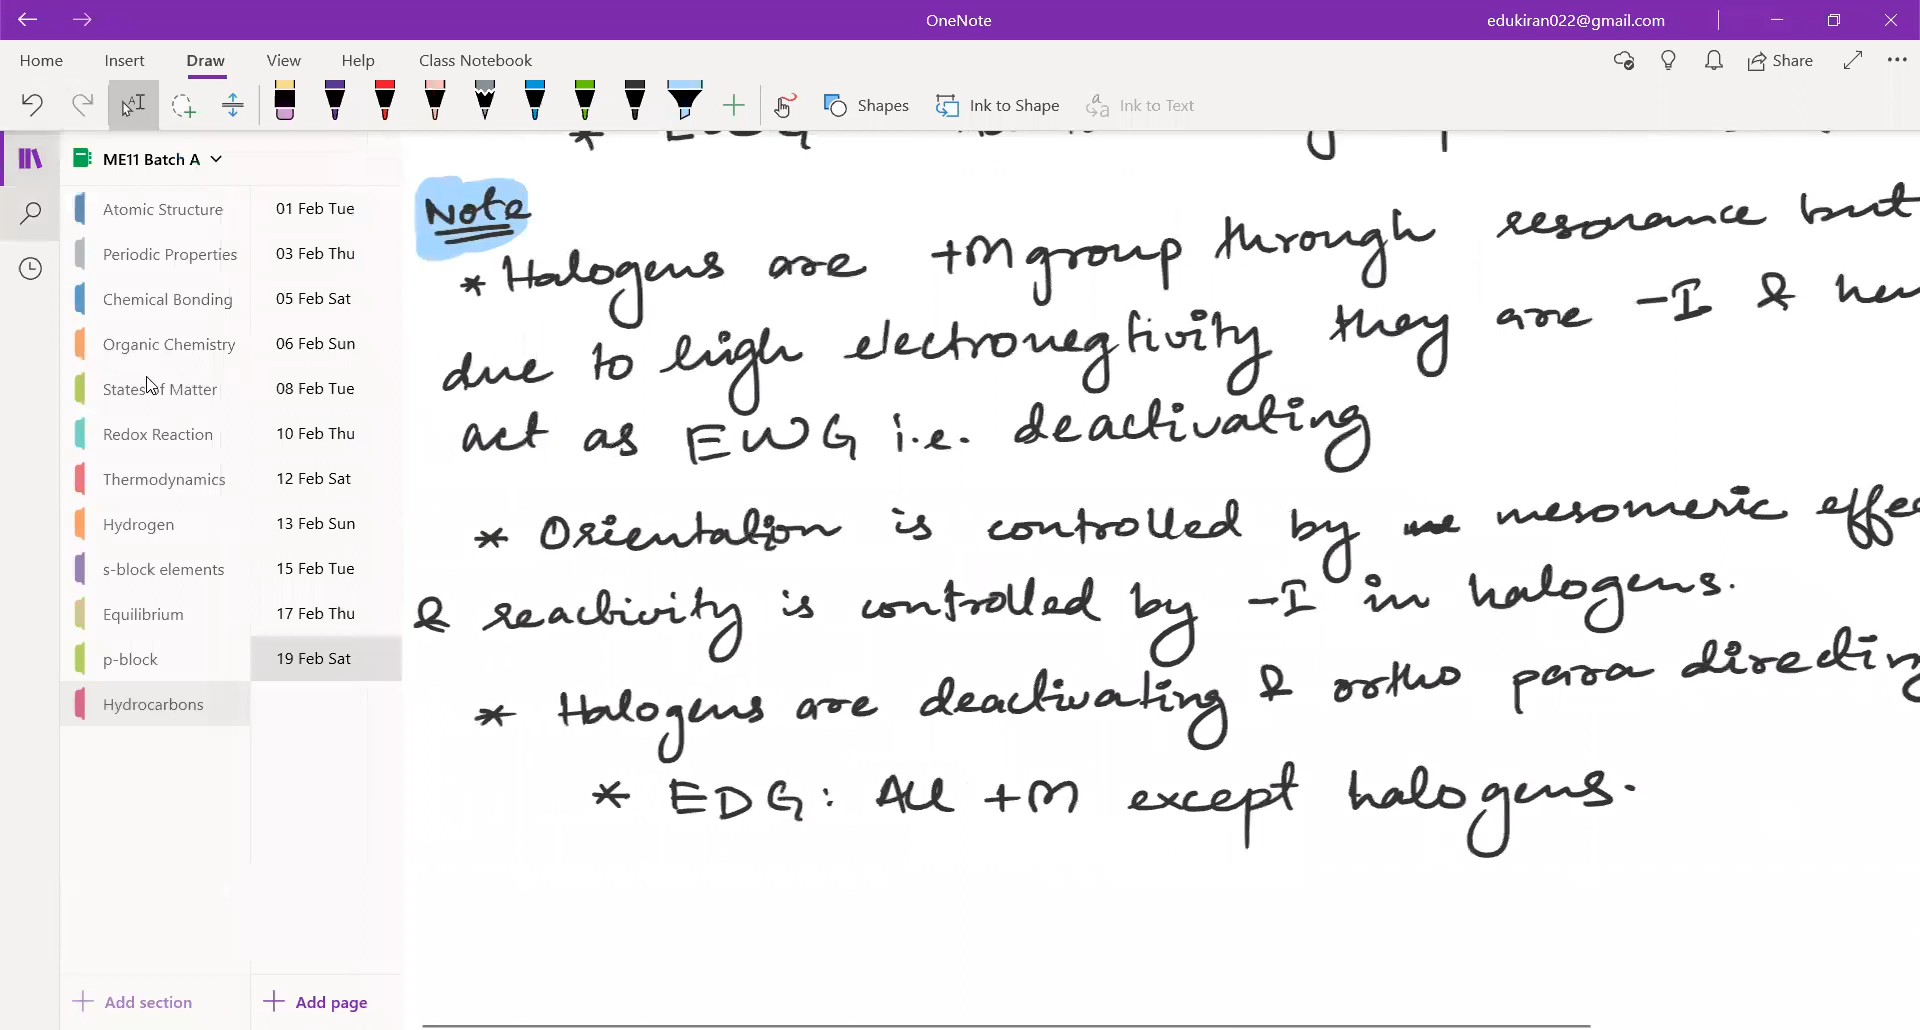 OneNote
edukiran022@gmail.com
Home Insert Draw View Help Class Notebook
Share
Shapes Ink to Shape Ink to Text
ME11 Batch A
Atomic Structure
Periodic Properties
Chemical Bonding
Organic Chemistry
States of Matter
Redox Reaction
Thermodynamics
Hydrogen
s-block elements
Equilibrium
p-block
Hydrocarbons
Add section
01 Feb Tue
03 Feb Thu
05 Feb Sat
06 Feb Sun
08 Feb Tue
10 Feb Thu
12 Feb Sat
13 Feb Sun
15 Feb Tue
17 Feb Thu
19 Feb Sat
Add page
Note
* Halogens are +M group through resonance but
due to high electronegtivity they are -I & hen
act as EWG i.e. deactivating
* Orientation is controlled by mesomeric effec
& reactivity is controlled by -I in halogens.
* Halogens are deactivating & ortho para directin
* EDG: All +M except halogens.